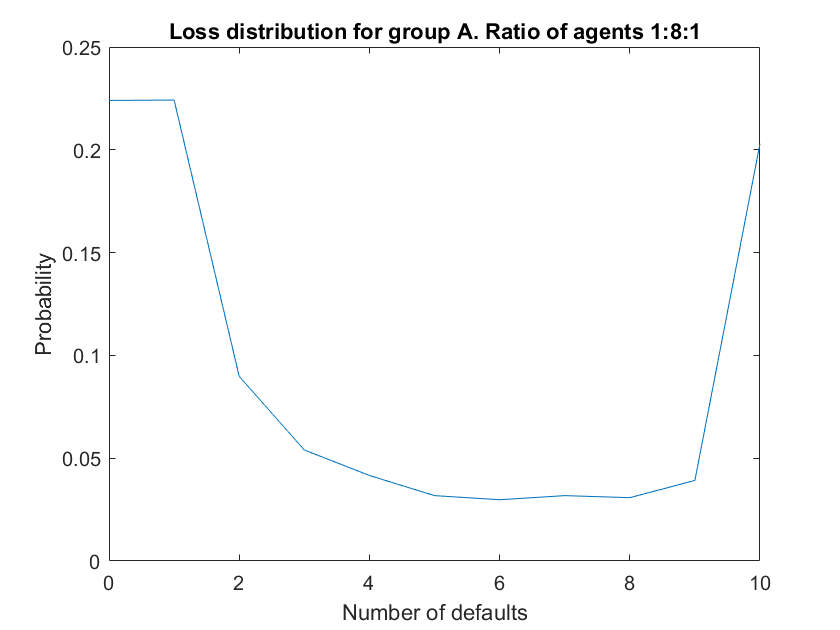 Loss distribution for group A. Ratio of agents 1:8:1
0.25
0.2
0.15
0.1
0.05
0
Probability
0 2 4 6 8 10
Number of defaults